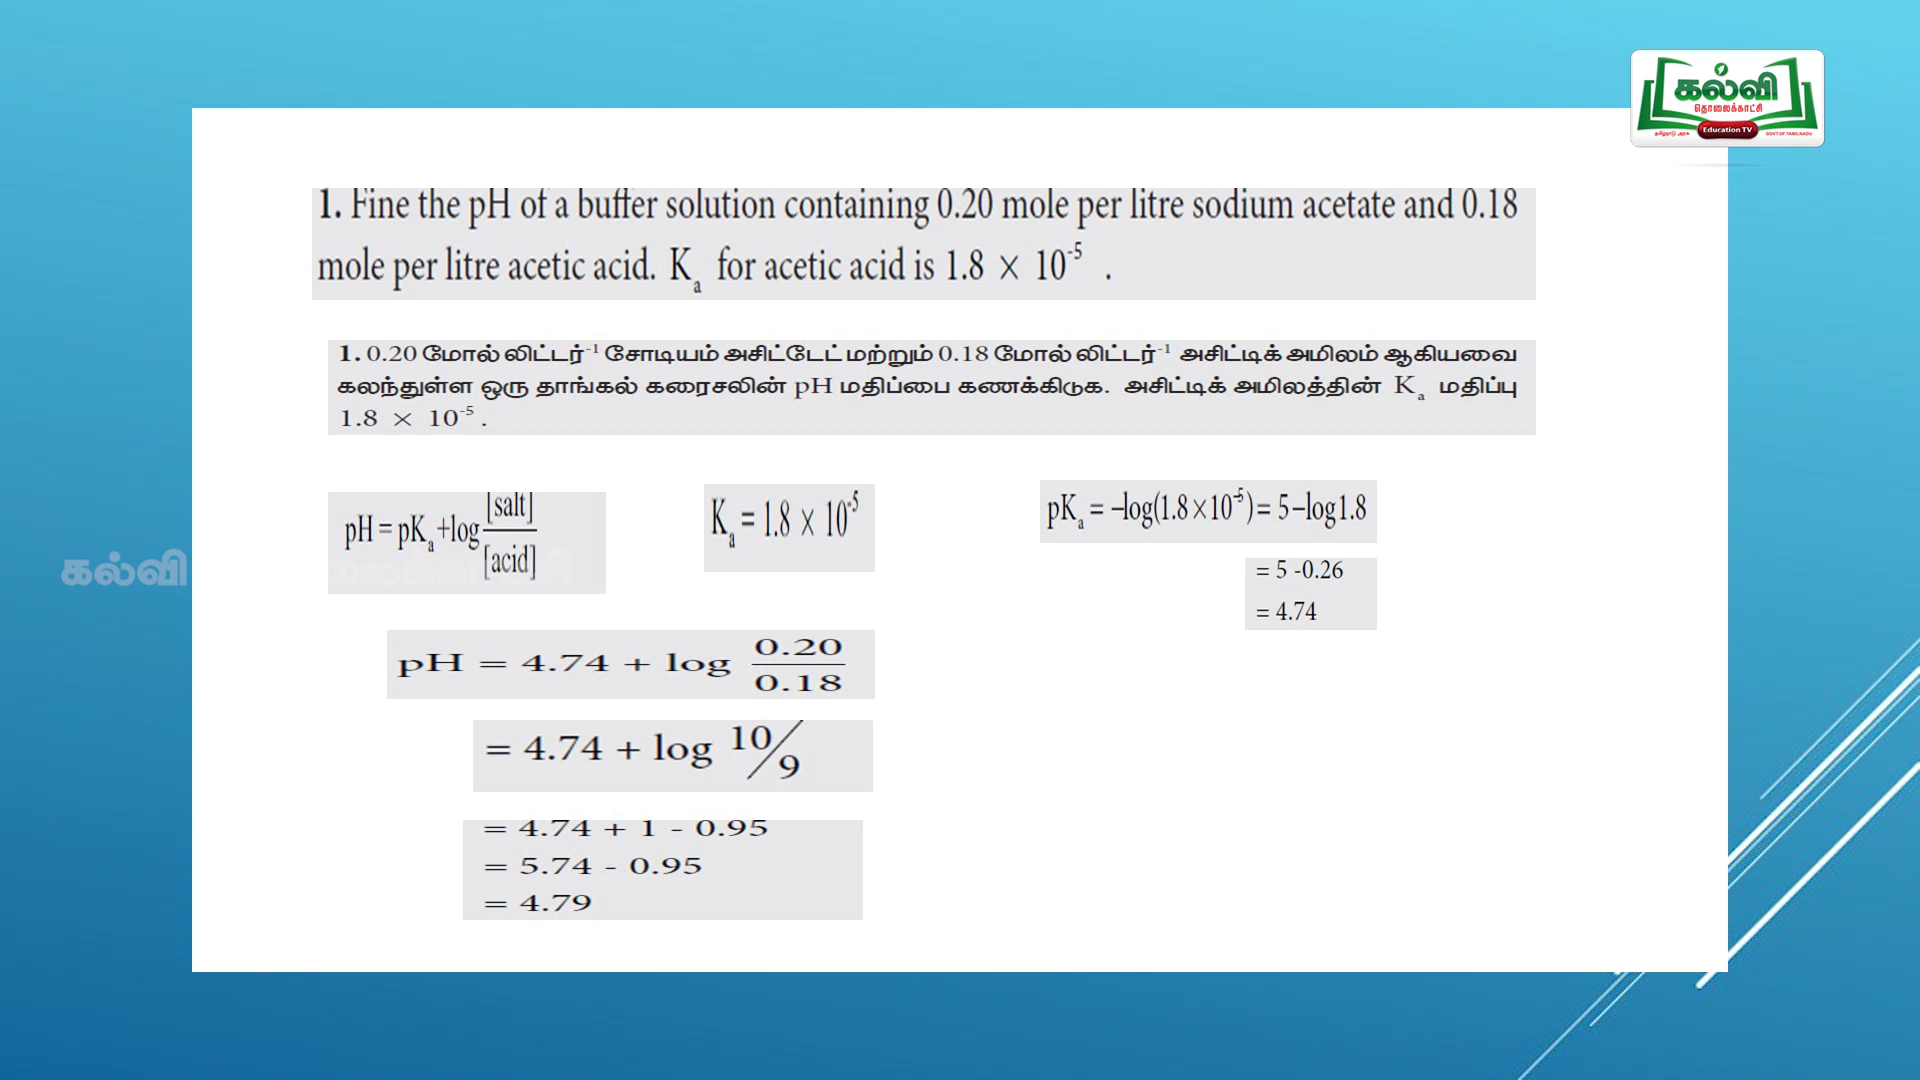 கல்வி
தொலைக்காட்சி
தமிழ்நாடு அரசு Education TV GOVT OF TAMILNADU
1. Fine the pH of a buffer solution containing 0.20 mole per litre sodium acetate and 0.18
mole per litre acetic acid. Kₐ for acetic acid is 1.8 × 10⁻⁵ .
1. 0.20 மோல் லிட்டர்⁻¹ சோடியம் அசிட்டேட் மற்றும் 0.18 மோல் லிட்டர்⁻¹ அசிட்டிக் அமிலம் ஆகியவை
கலந்துள்ள ஒரு தாங்கல் கரைசலின் pH மதிப்பை கணக்கிடுக. அசிட்டிக் அமிலத்தின் Kₐ மதிப்பு
1.8 × 10⁻⁵ .
pH = pKₐ +log [salt]/[acid]
Kₐ = 1.8 × 10⁻⁵
pKₐ = –log(1.8×10⁻⁵)= 5–log1.8
= 5 -0.26
= 4.74
கல்வி
pH = 4.74 + log 0.20/0.18
= 4.74 + log 10/9
= 4.74 + 1 - 0.95
= 5.74 - 0.95
= 4.79